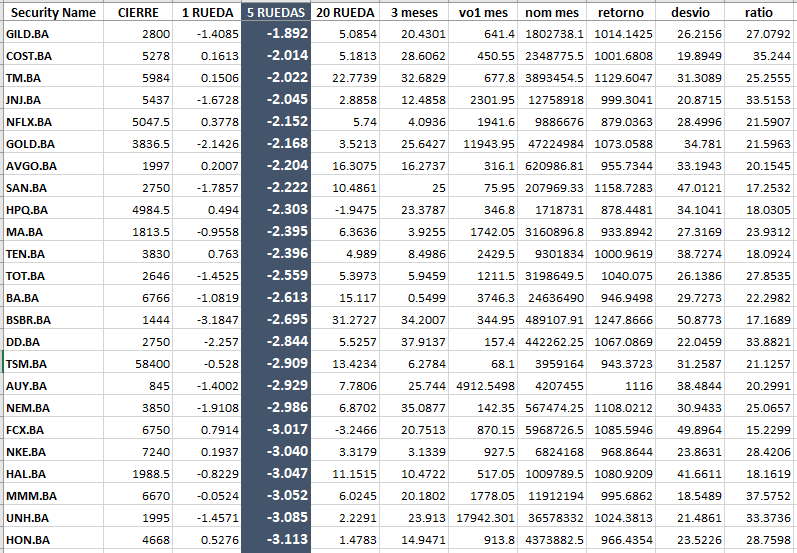 Security Name CIERRE 1 RUEDA 5 RUEDAS 20 RUEDA 3 meses vo1 mes nom mes retorno desvio ratio
GILD.BA 2800 -1.4085 -1.892 5.0854 20.4301 641.4 1802738.1 1014.1425 26.2156 27.0792
COST.BA 5278 0.1613 -2.014 5.1813 28.6062 450.55 2348775.5 1001.6808 19.8949 35.244
TM.BA 5984 0.1506 -2.022 22.7739 32.6829 677.8 3893454.5 1129.6047 31.3089 25.2555
JNJ.BA 5437 -1.6728 -2.045 2.8858 12.4858 2301.95 12758918 999.3041 20.8715 33.5153
NFLX.BA 5047.5 0.3778 -2.152 5.74 4.0936 1941.6 9886676 879.0363 28.4996 21.5907
GOLD.BA 3836.5 -2.1426 -2.168 3.5213 25.6427 11943.95 47224984 1073.0588 34.781 21.5963
AVGO.BA 1997 0.2007 -2.204 16.3075 16.2737 316.1 620986.81 955.7344 33.1943 20.1545
SAN.BA 2750 -1.7857 -2.222 10.4861 25 75.95 207969.33 1158.7283 47.0121 17.2532
HPQ.BA 4984.5 0.494 -2.303 -1.9475 23.3787 346.8 1718731 878.4481 34.1041 18.0305
MA.BA 1813.5 -0.9558 -2.395 6.3636 3.9255 1742.05 3160896.8 933.8942 27.3169 23.9312
TEN.BA 3830 0.763 -2.396 4.989 8.4986 2429.5 9301834 1000.9619 38.7274 18.0924
TOT.BA 2646 -1.4525 -2.559 5.3973 5.9459 1211.5 3198649.5 1040.075 26.1386 27.8535
BA.BA 6766 -1.0819 -2.613 15.117 0.5499 3746.3 24636490 946.9498 29.7273 22.2982
BSBR.BA 1444 -3.1847 -2.695 31.2727 34.2007 344.95 489107.91 1247.8666 50.8773 17.1689
DD.BA 2750 -2.257 -2.844 5.5257 37.9137 157.4 442262.25 1067.0869 22.0459 33.8821
TSM.BA 58400 -0.528 -2.909 13.4234 6.2784 68.1 3959164 943.3723 31.2587 21.1257
AUY.BA 845 -1.4002 -2.929 7.7806 25.744 4912.5498 4207455 1116 38.4844 20.2991
NEM.BA 3850 -1.9108 -2.986 6.8702 35.0877 142.35 567474.25 1108.0212 30.9433 25.0657
FCX.BA 6750 0.7914 -3.017 -3.2466 20.7513 870.15 5968726.5 1085.5946 49.8964 15.2299
NKE.BA 7240 0.1937 -3.040 3.3179 3.1339 927.5 6824168 968.8644 23.8631 28.4206
HAL.BA 1988.5 -0.8229 -3.047 11.1515 10.4722 517.05 1009789.5 1080.9209 41.6611 18.1619
MMM.BA 6670 -0.0524 -3.052 6.0245 20.1802 1778.05 11912194 995.6862 18.5489 37.5752
UNH.BA 1995 -1.4571 -3.085 2.2291 23.913 17942.301 36578332 1024.3813 21.4861 33.3736
HON.BA 4668 0.5276 -3.113 1.4783 14.9471 913.8 4373882.5 966.4354 23.5226 28.7598